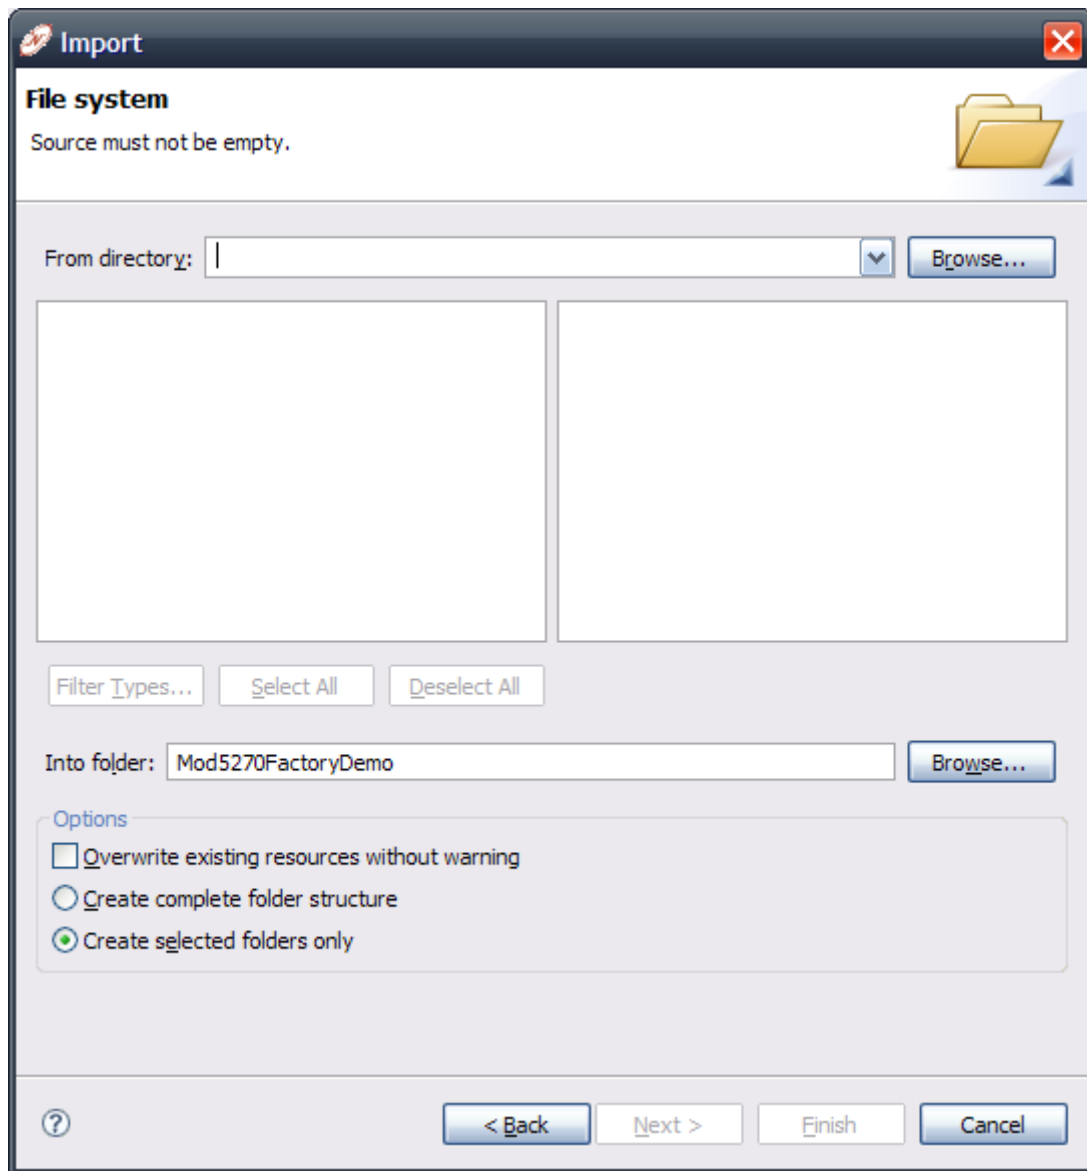 Import
File system
Source must not be empty.
From directory:
Browse...
Filter Types...
Select All
Deselect All
Into folder: Mod5270FactoryDemo
Browse...
Options
Overwrite existing resources without warning
Create complete folder structure
Create selected folders only
?
< Back
Next >
Finish
Cancel